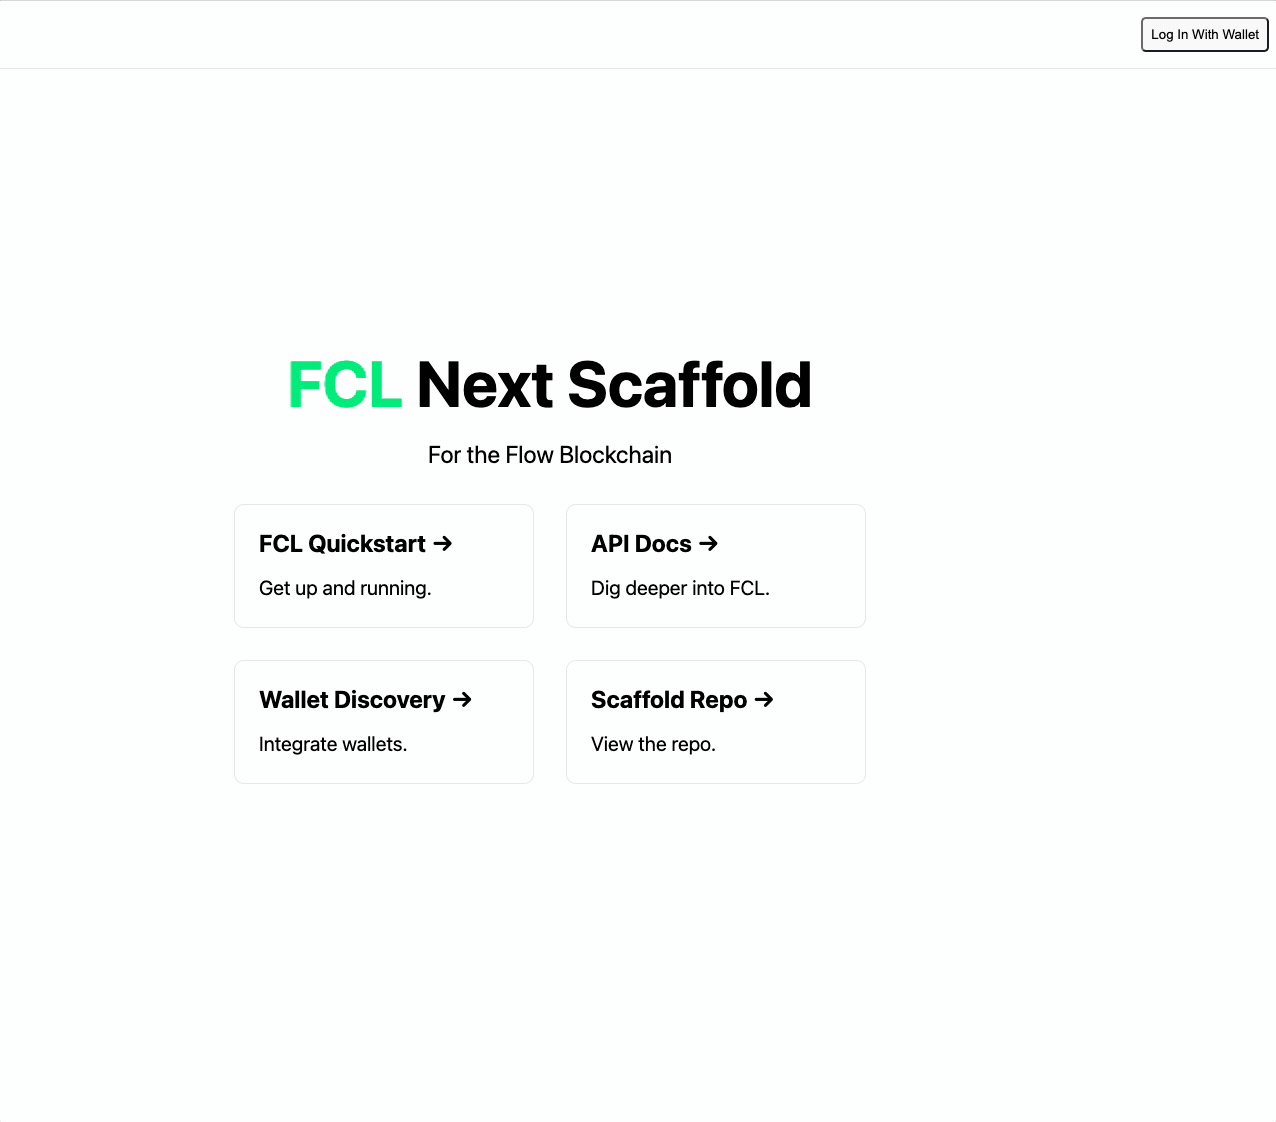 Log In With Wallet
FCL Next Scaffold
For the Flow Blockchain
FCL Quickstart →
Get up and running.
API Docs →
Dig deeper into FCL.
Wallet Discovery →
Integrate wallets.
Scaffold Repo →
View the repo.